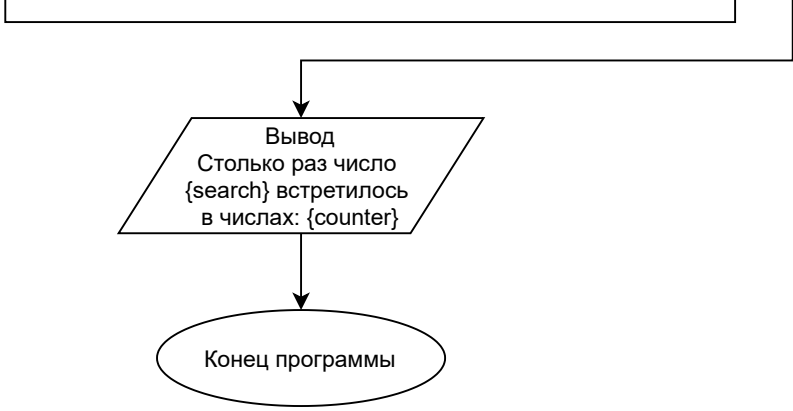 Вывод
Столько раз число
{search} встретилось
в числах: {counter}
Конец программы